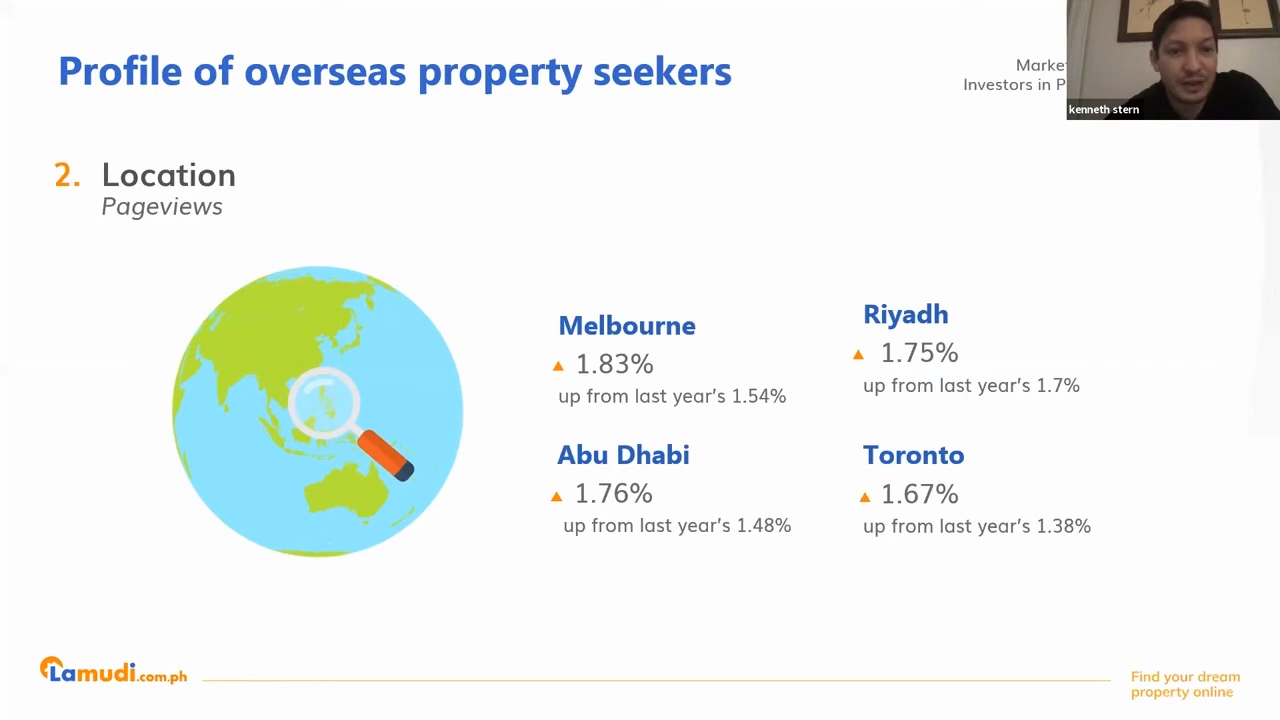 Profile of overseas property seekers
Investors in
kenneth stern
2. Location
Pageviews
Melbourne
▲ 1.83%
up from last year's 1.54%
Riyadh
▲ 1.75%
up from last year's 1.7%
Abu Dhabi
▲ 1.76%
up from last year's 1.48%
Toronto
▲ 1.67%
up from last year's 1.38%
Lamudi.com.ph
Find your dream
property online